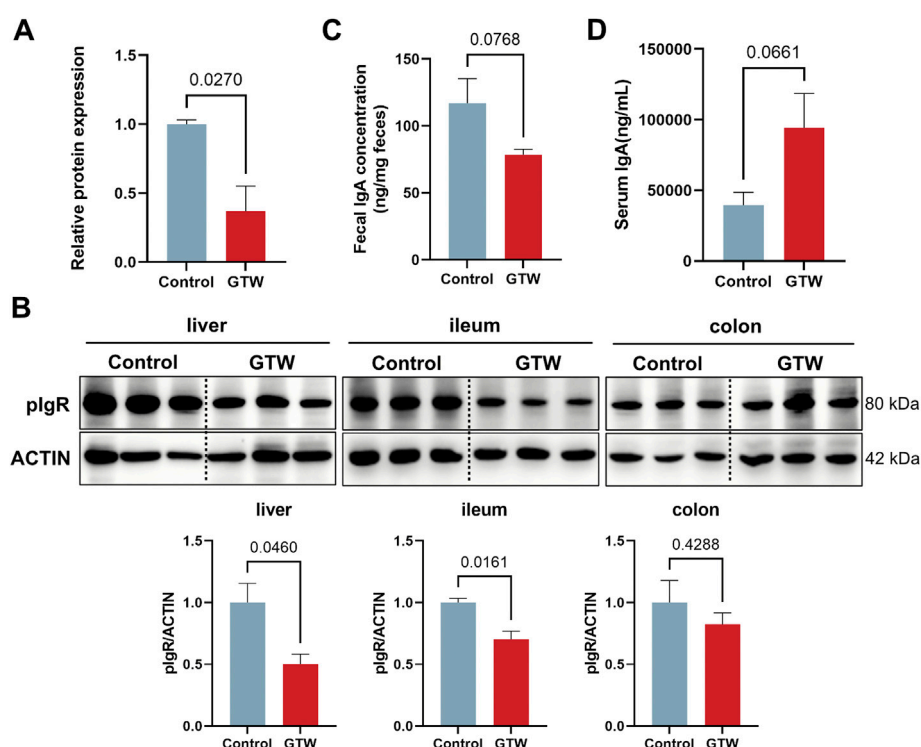 A
Relative protein expression
1.5
1.0
0.5
0.0
0.0270
Control GTW
C
Fecal IgA concentration
(ng/mg feces)
150
100
50
0
0.0768
Control GTW
D
Serum IgA(ng/mL)
150000
100000
50000
0
0.0661
Control GTW
B
liver ileum colon
Control GTW Control GTW Control GTW
pIgR 80 kDa
ACTIN 42 kDa
liver
pIgR/ACTIN
1.5
1.0
0.5
0.0
0.0460
Control GTW
ileum
pIgR/ACTIN
1.5
1.0
0.5
0.0
0.0161
Control GTW
colon
pIgR/ACTIN
1.5
1.0
0.5
0.0
0.4288
Control GTW